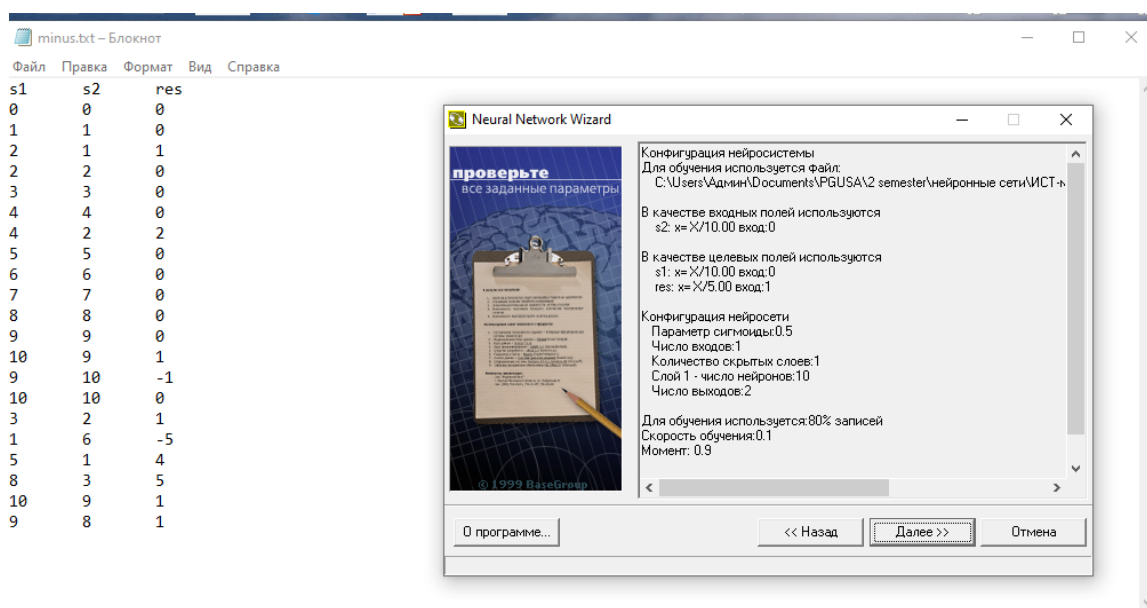 minus.txt – Блокнот
Файл Правка Формат Вид Справка
s1 s2 res
0 0 0
1 1 0
2 1 1
2 2 0
3 3 0
4 4 0
4 2 2
5 5 0
6 6 0
7 7 0
8 8 0
9 9 0
10 9 1
9 10 -1
10 10 0
3 2 1
1 6 -5
5 1 4
8 3 5
10 9 1
9 8 1
Neural Network Wizard
проверьте
все заданные параметры
© 1999 BaseGroup
Конфигурация нейросистемы
Для обучения используется файл:
C:\Users\Админ\Documents\PGUSA\2 semester\нейронные сети\ИСТ-м
В качестве входных полей используются
s2: x= X/10.00 вход:0
В качестве целевых полей используются
s1: x= X/10.00 вход:0
res: x= X/5.00 вход:1
Конфигурация нейросети
Параметр сигмоиды:0.5
Число входов:1
Количество скрытых слоев:1
Слой 1 - число нейронов:10
Число выходов:2
Для обучения используется:80% записей
Скорость обучения:0.1
Момент: 0.9
О программе...
<< Назад
Далее >>
Отмена